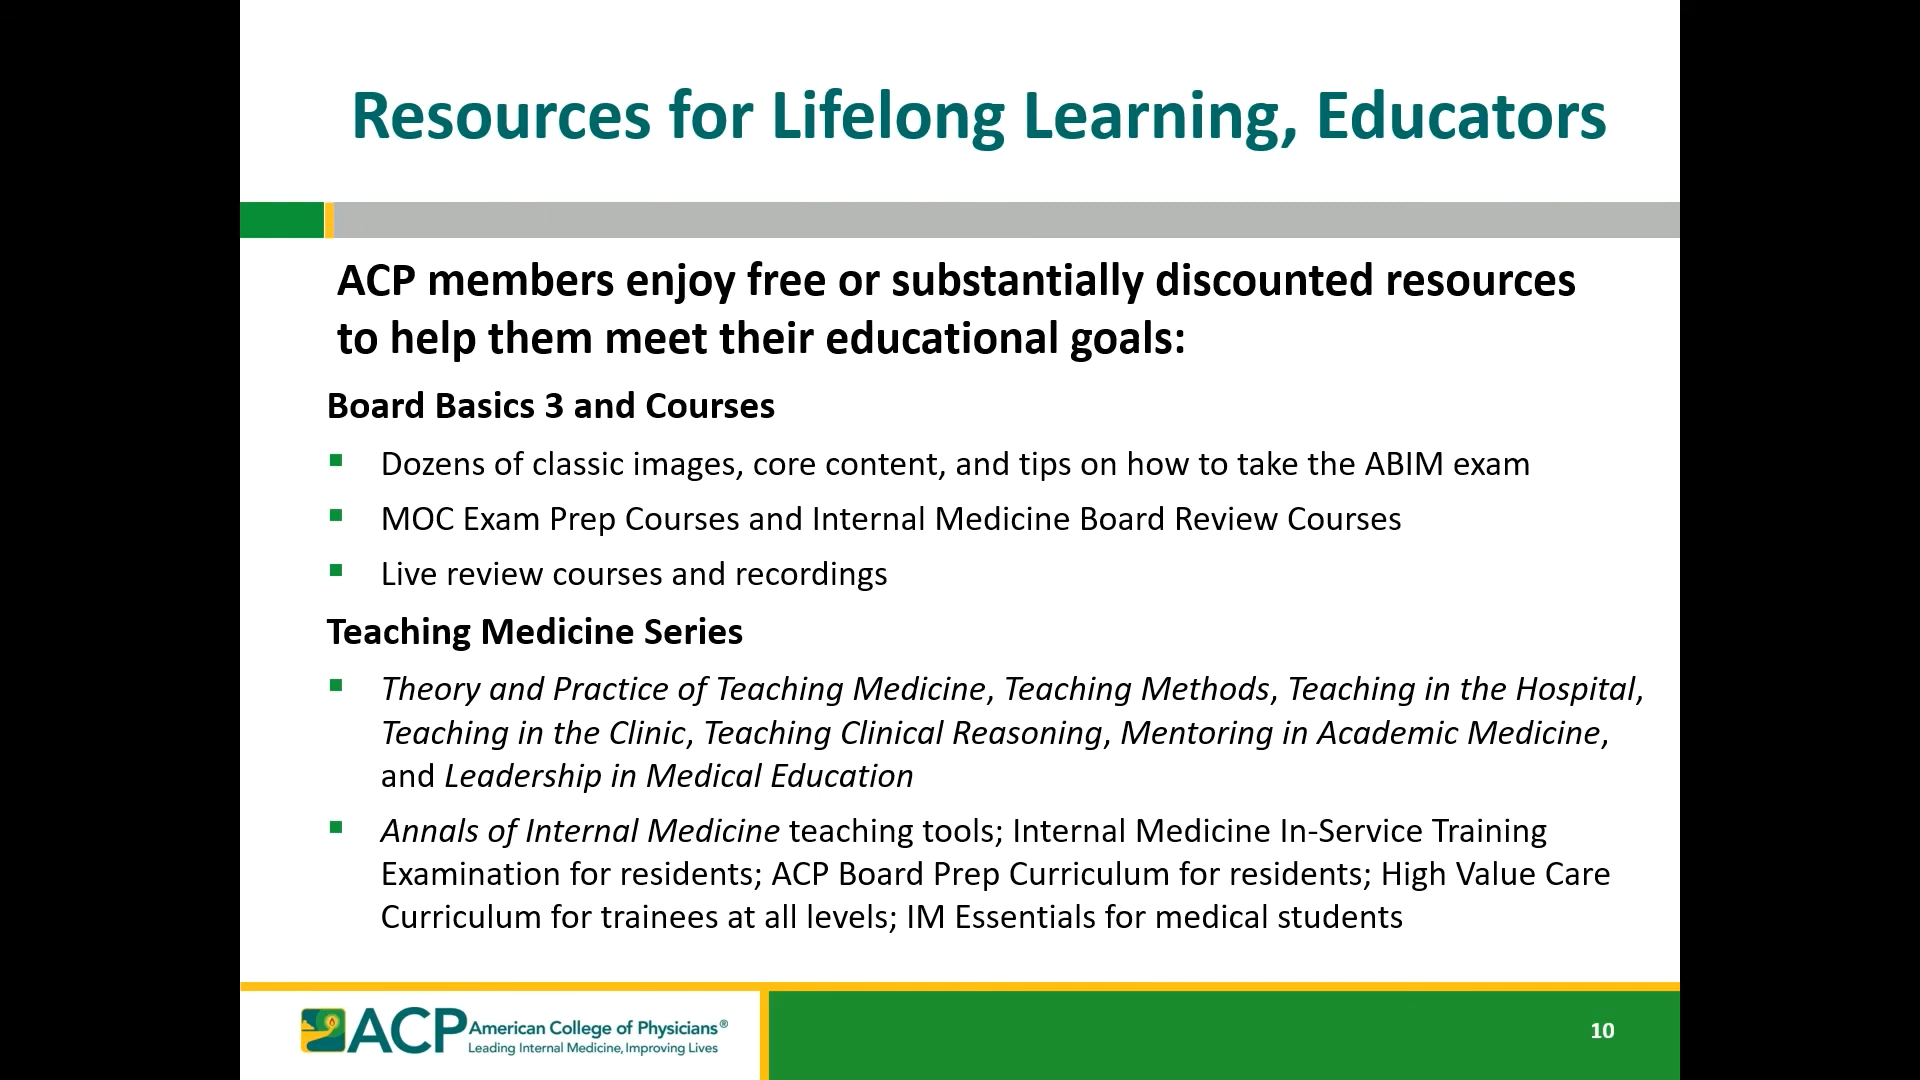 Resources for Lifelong Learning, Educators
ACP members enjoy free or substantially discounted resources
to help them meet their educational goals:
Board Basics 3 and Courses
Dozens of classic images, core content, and tips on how to take the ABIM exam
MOC Exam Prep Courses and Internal Medicine Board Review Courses
Live review courses and recordings
Teaching Medicine Series
Theory and Practice of Teaching Medicine, Teaching Methods, Teaching in the Hospital,
Teaching in the Clinic, Teaching Clinical Reasoning, Mentoring in Academic Medicine,
and Leadership in Medical Education
Annals of Internal Medicine teaching tools; Internal Medicine In-Service Training
Examination for residents; ACP Board Prep Curriculum for residents; High Value Care
Curriculum for trainees at all levels; IM Essentials for medical students
ACP American College of Physicians®
Leading Internal Medicine, Improving Lives
10